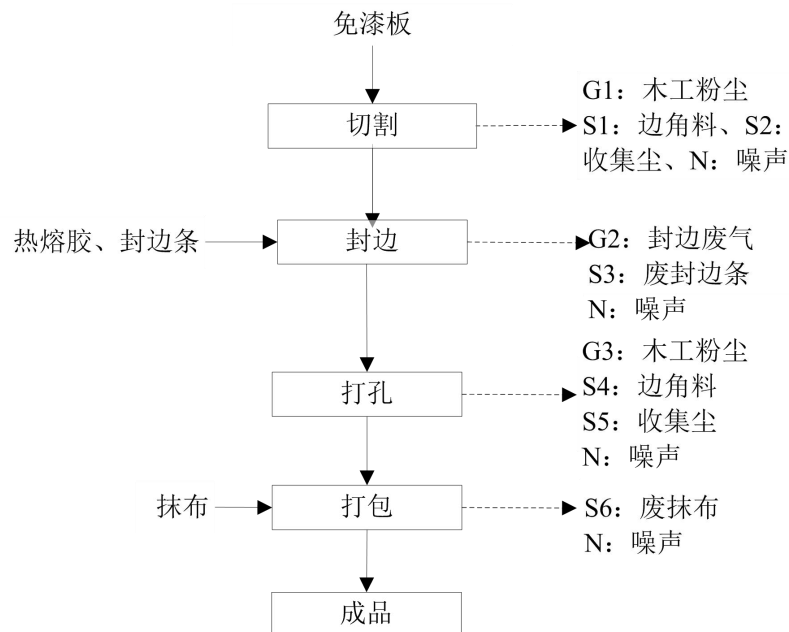 免漆板
切割
G1：木工粉尘
S1：边角料、S2：
收集尘、N：噪声
热熔胶、封边条
封边
G2：封边废气
S3：废封边条
N：噪声
打孔
G3：木工粉尘
S4：边角料
S5：收集尘
N：噪声
抹布
打包
S6：废抹布
N：噪声
成品